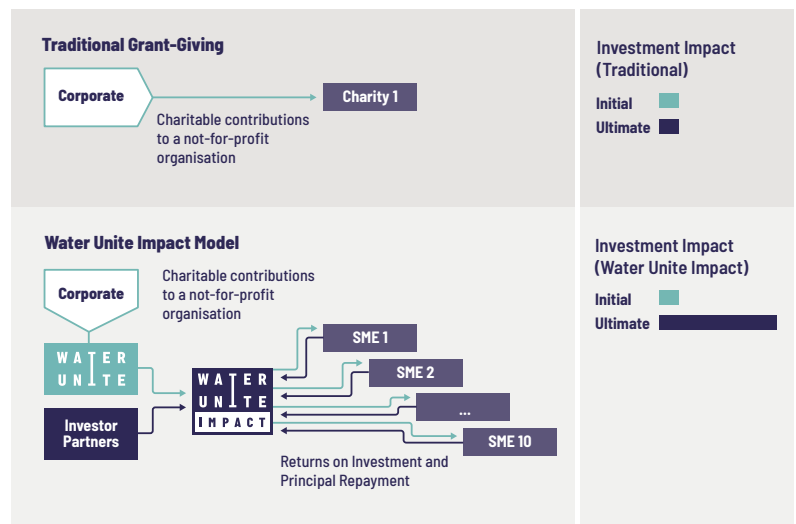 Traditional Grant-Giving
Corporate
Charity 1
Charitable contributions
to a not-for-profit
organisation
Investment Impact
(Traditional)
Initial
Ultimate
Water Unite Impact Model
Corporate
Charitable contributions
to a not-for-profit
organisation
WATER
UNITE
Investor
Partners
WATER
UNITE
IMPACT
SME 1
SME 2
...
SME 10
Returns on Investment and
Principal Repayment
Investment Impact
(Water Unite Impact)
Initial
Ultimate